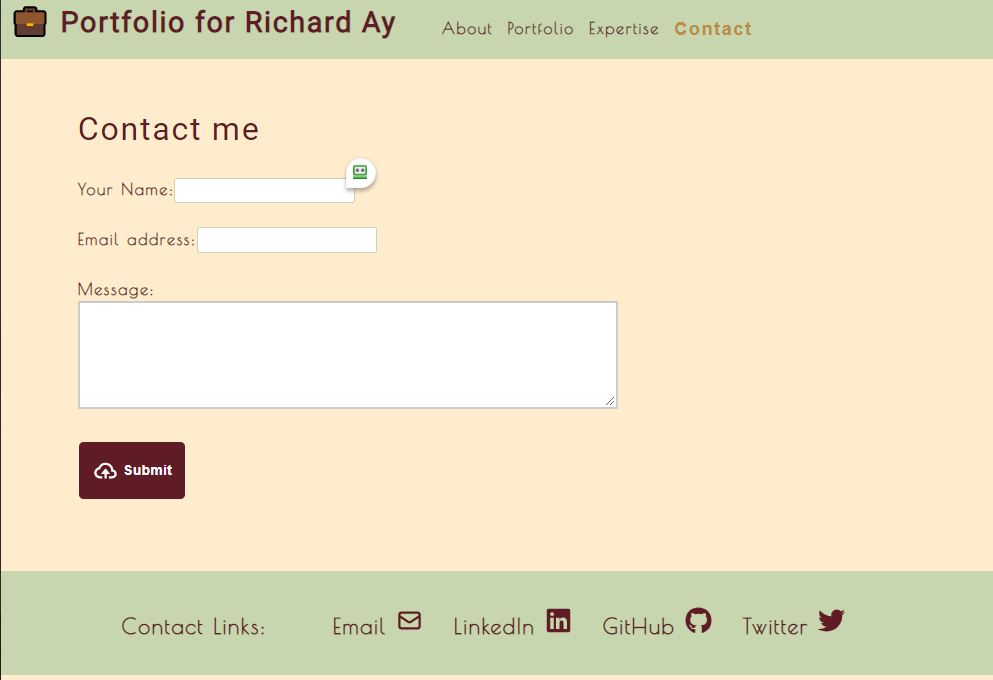 Portfolio for Richard Ay About Portfolio Expertise Contact
Contact me
Your Name:
Email address:
Message:
Submit
Contact Links: Email LinkedIn GitHub Twitter